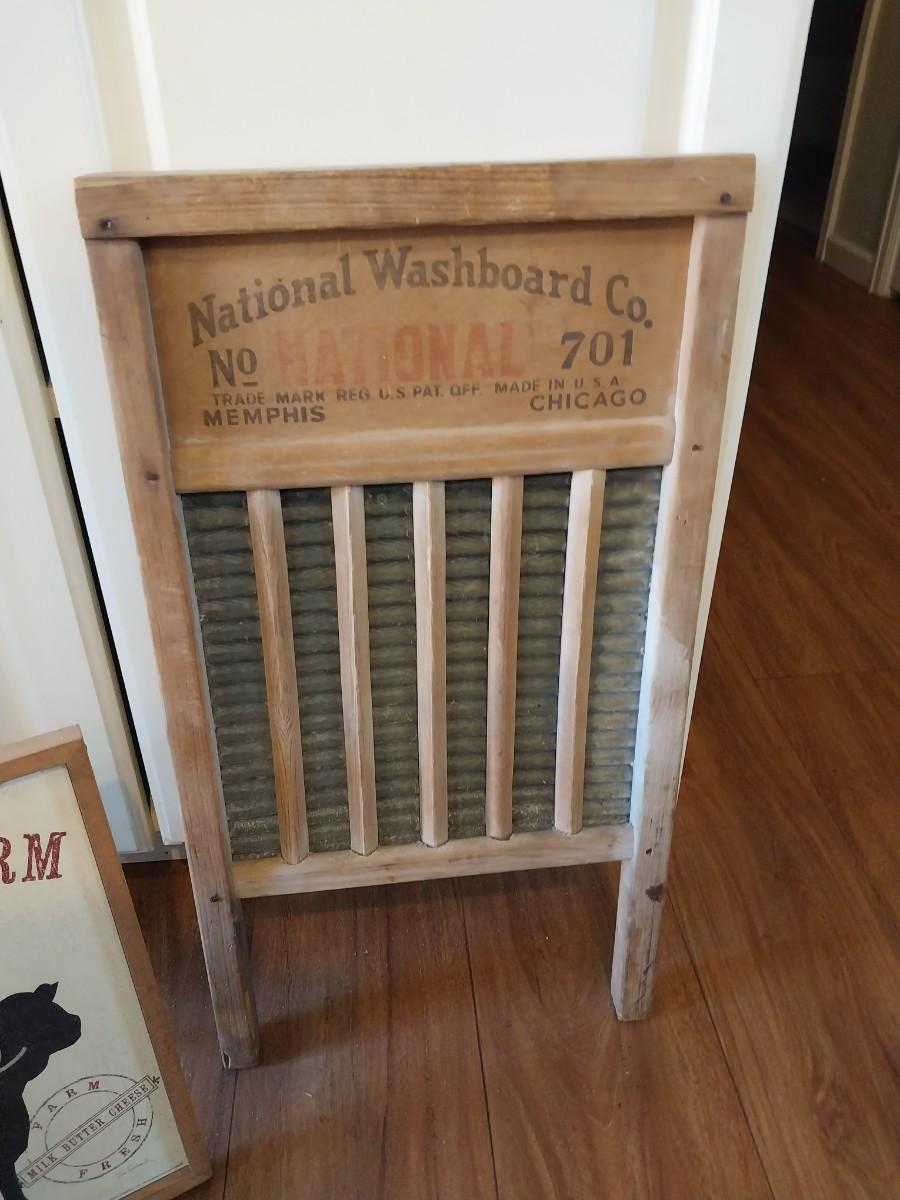 National Washboard Co.
No NATIONAL 701
TRADE MARK REG. U.S. PAT. OFF. MADE IN U.S.A.
MEMPHIS CHICAGO
RM
FARM
MILK BUTTER CHEESE
FRESH